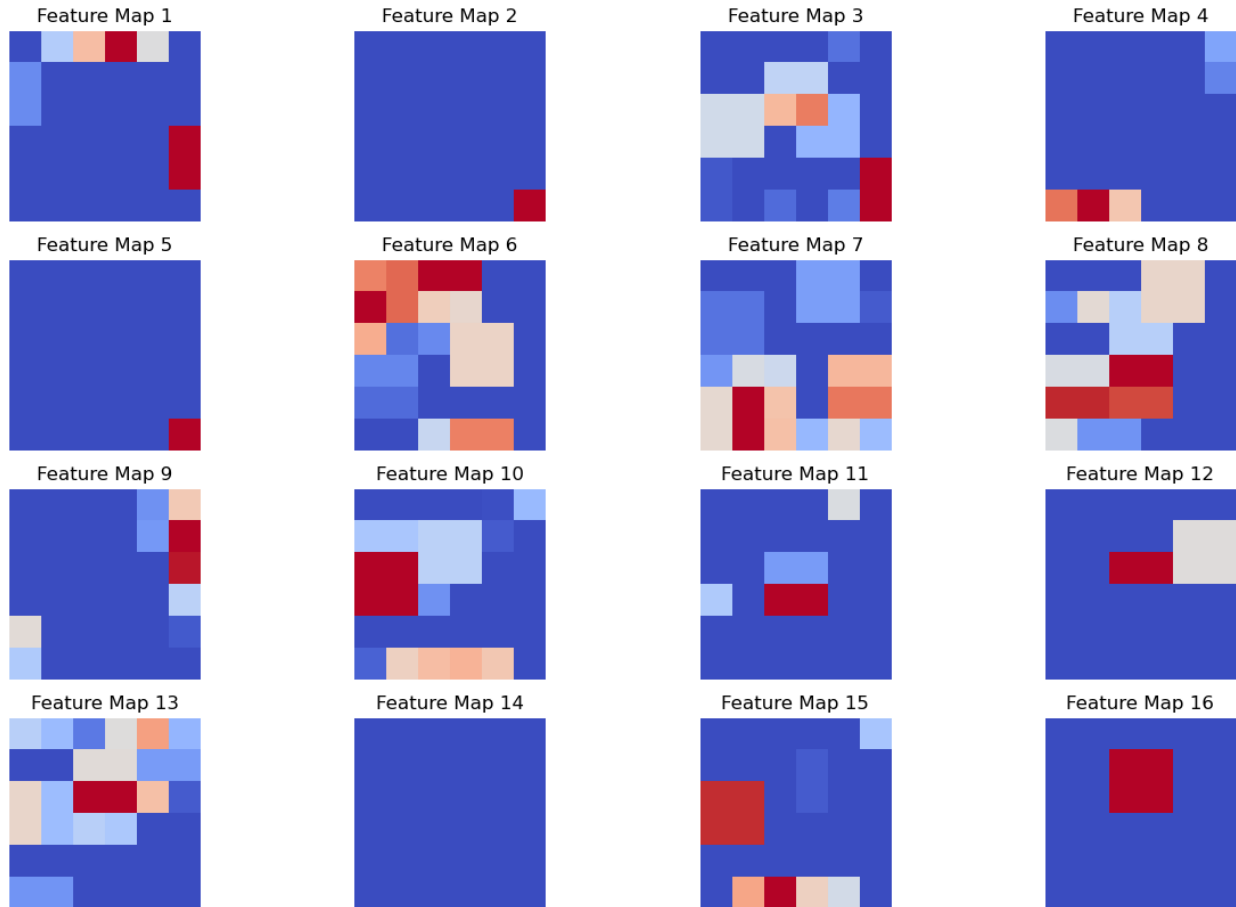 Feature Map 1
Feature Map 2
Feature Map 3
Feature Map 4
Feature Map 5
Feature Map 6
Feature Map 7
Feature Map 8
Feature Map 9
Feature Map 10
Feature Map 11
Feature Map 12
Feature Map 13
Feature Map 14
Feature Map 15
Feature Map 16